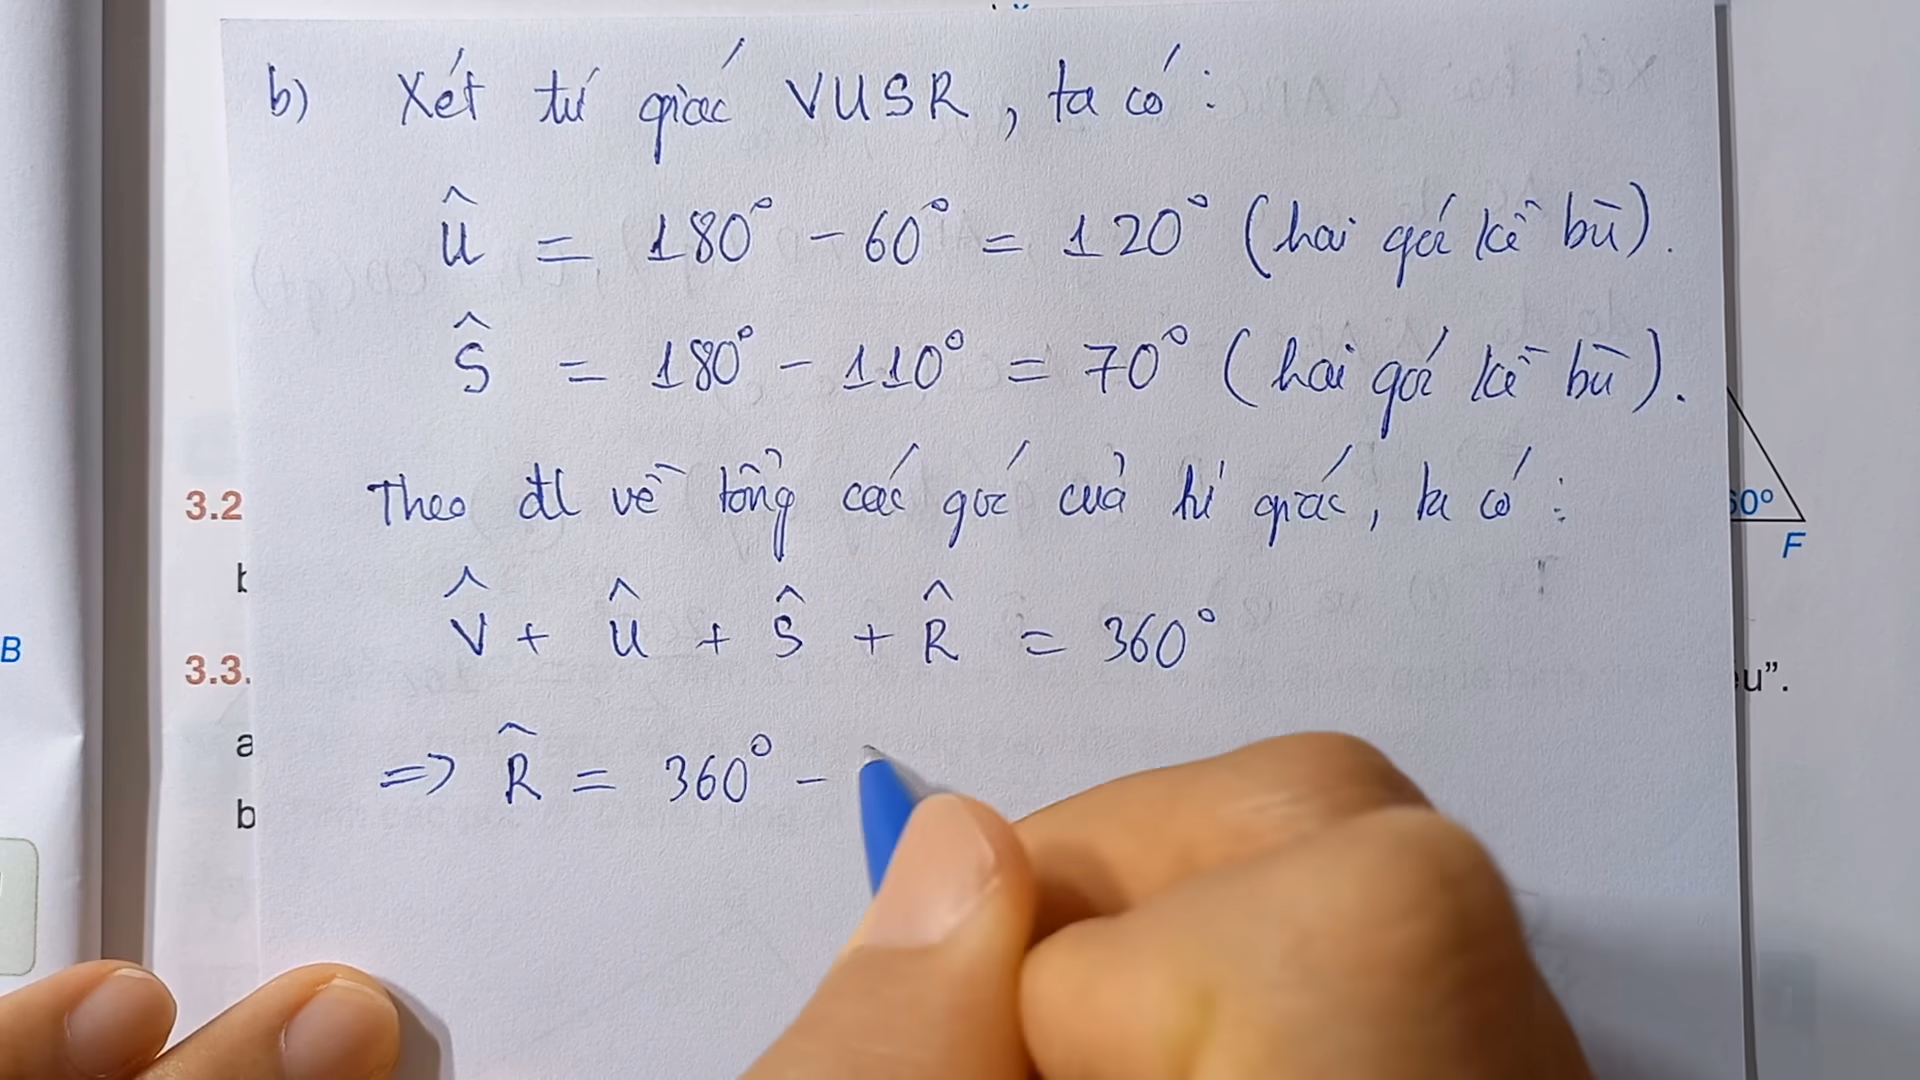 b) Xét tứ giác VUSR, ta có:
Û = 180° - 60° = 120° (hai góc kề bù).
Ŝ = 180° - 110° = 70° (hai góc kề bù).
Theo đl về tổng các góc của tứ giác, ta có:
V̂ + Û + Ŝ + R̂ = 360°
=> R̂ = 360° -
3.2
b
3.3.
a
b
B
0°
F
u”.